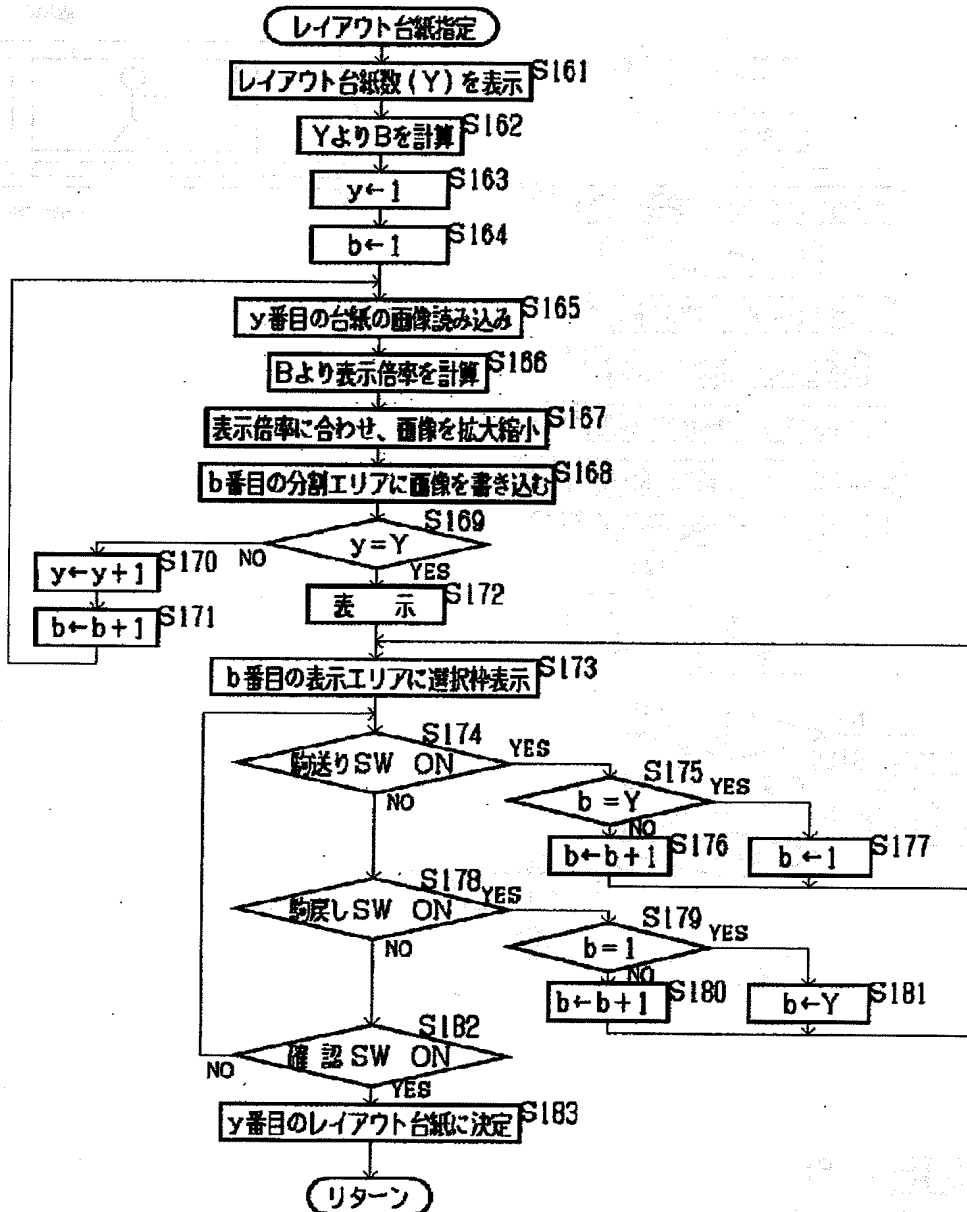 レイアウト台紙指定
レイアウト台紙数(Y)を表示 S161
YよりBを計算 S162
y←1 S163
b←1 S164
y番目の台紙の画像読み込み S165
Bより表示倍率を計算 S166
表示倍率に合わせ、画像を拡大縮小 S167
b番目の分割エリアに画像を書き込む S168
S169
y=Y
NO
YES
y←y+1 S170
b←b+1 S171
表 示 S172
b番目の表示エリアに選択枠表示 S173
S174
駒送りSW ON
YES
NO
S175
b=Y
YES
NO
b←b+1 S176
b←1 S177
S178
駒戻しSW ON
YES
NO
S179
b=1
YES
NO
b←b+1 S180
b←Y S181
S182
確認SW ON
NO
YES
y番目のレイアウト台紙に決定 S183
リターン